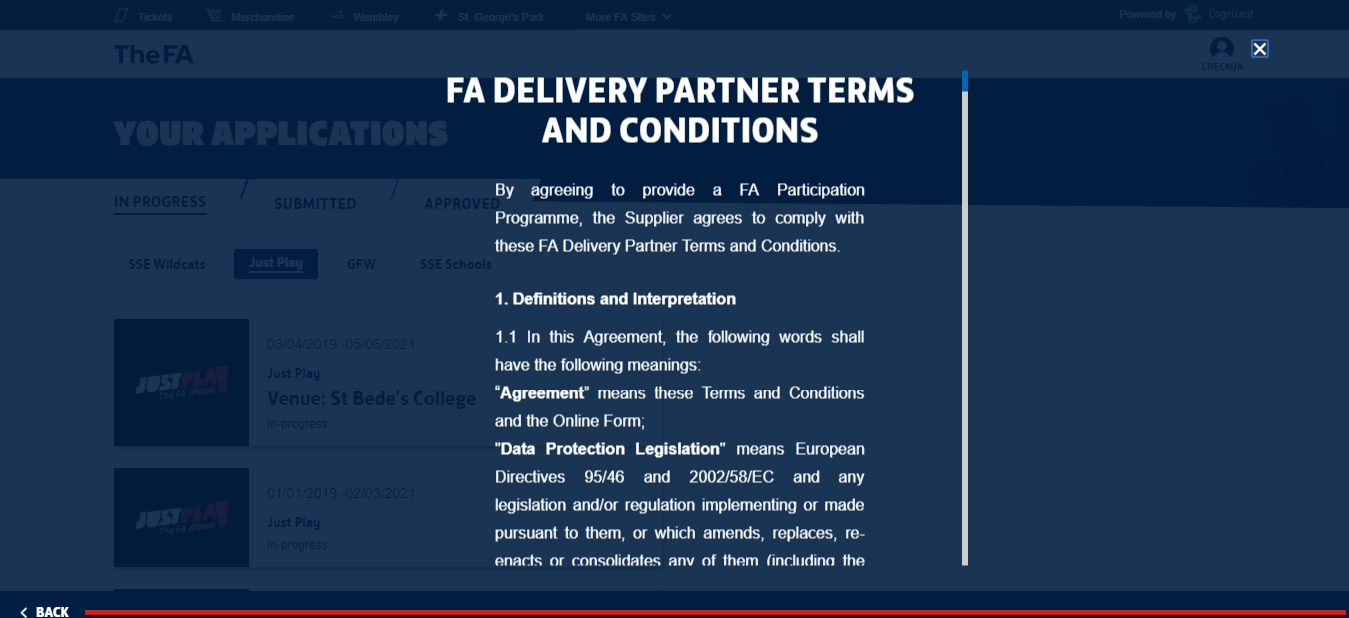 Tickets
Merchandise
Wembley
St. George's Park
More FA Sites
Powered by
Cognizant
TheFA
CHECKGA
FA DELIVERY PARTNER TERMS
AND CONDITIONS
YOUR APPLICATIONS
By agreeing to provide a FA Participation
Programme, the Supplier agrees to comply with
these FA Delivery Partner Terms and Conditions.
IN PROGRESS
SUBMITTED
APPROVED
SSE Wildcats
Just Play
GFW
SSE Schools
1. Definitions and Interpretation
1.1 In this Agreement, the following words shall
have the following meanings:
“Agreement” means these Terms and Conditions
and the Online Form;
"Data Protection Legislation" means European
Directives 95/46 and 2002/58/EC and any
legislation and/or regulation implementing or made
pursuant to them, or which amends, replaces, re-
enacts or consolidates any of them (including the
JUSTPLAY!
The FA
03/04/2019 -05/06/2021
Just Play
Venue: St Bede's College
In-progress
JUSTPLAY!
The FA
01/01/2019 -02/03/2021
Just Play
In-progress
BACK